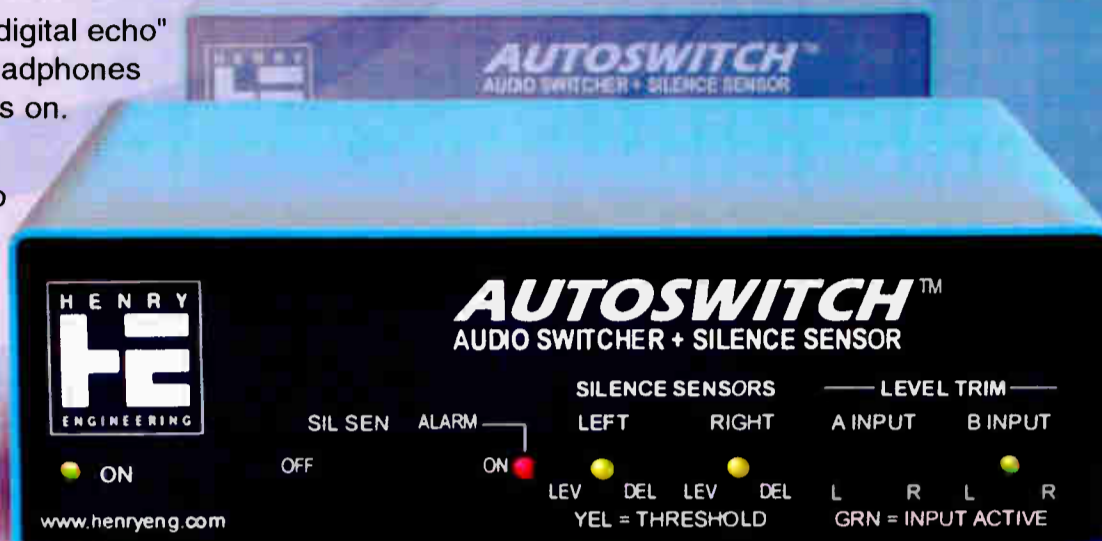 digital echo"
adphones
s on.
o
AUTOSWITCH™
AUDIO SWITCHER + SILENCE SENSOR
HENRY
HE
ENGINEERING
AUTOSWITCH™
AUDIO SWITCHER + SILENCE SENSOR
SILENCE SENSORS
LEVEL TRIM
SIL SEN ALARM LEFT RIGHT A INPUT B INPUT
ON OFF ON
LEV DEL LEV DEL L R L R
www.henryeng.com YEL = THRESHOLD GRN = INPUT ACTIVE